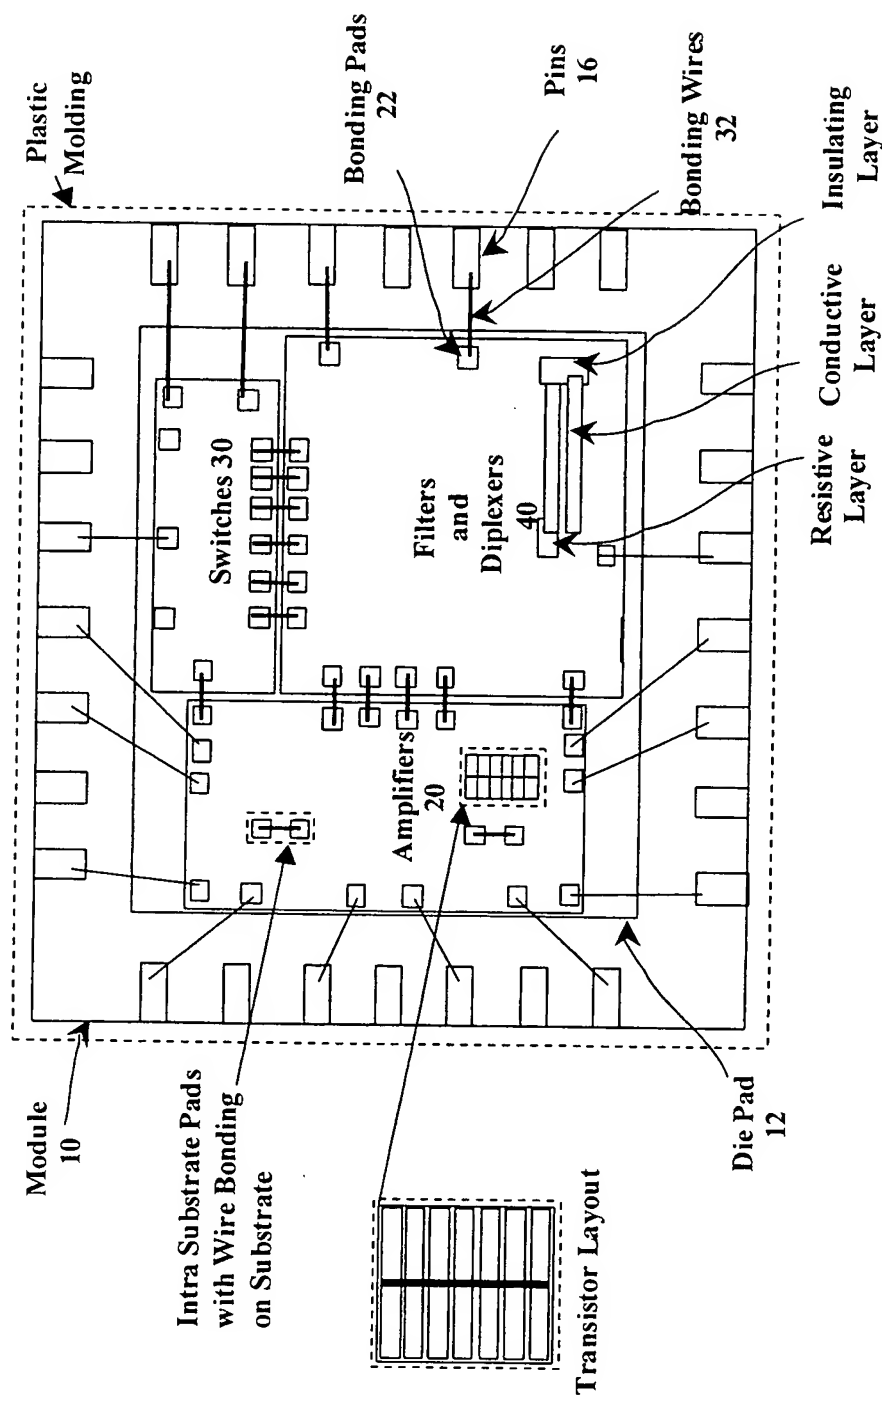 Module
10
Plastic
Molding
Intra Substrate Pads
with Wire Bonding
on Substrate
Switches 30
Bonding Pads
22
Amplifiers
20
Filters
and
Diplexers
40
Pins
16
Transistor Layout
Die Pad
12
Bonding Wires
32
Resistive
Layer
Conductive
Layer
Insulating
Layer